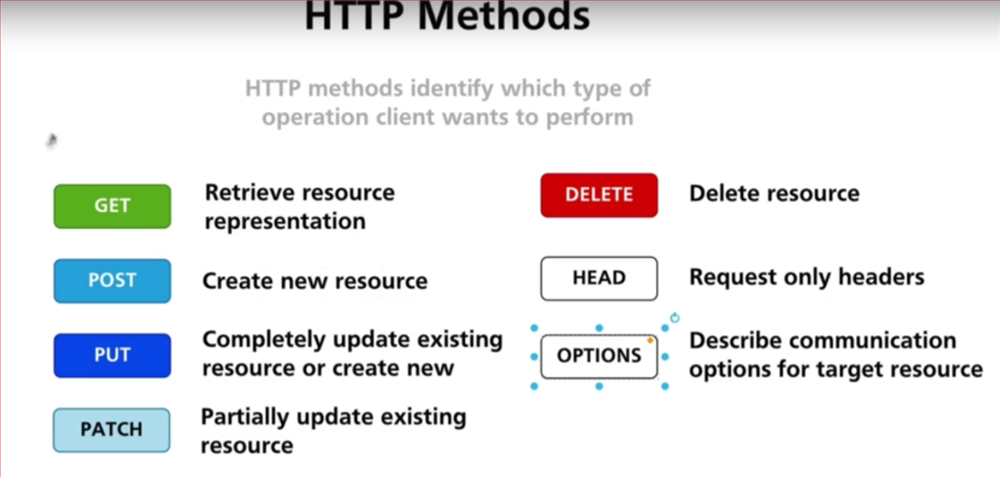 HTTP Methods
HTTP methods identify which type of
operation client wants to perform
GET
Retrieve resource
representation
POST
Create new resource
PUT
Completely update existing
resource or create new
PATCH
Partially update existing
resource
DELETE
Delete resource
HEAD
Request only headers
OPTIONS
Describe communication
options for target resource